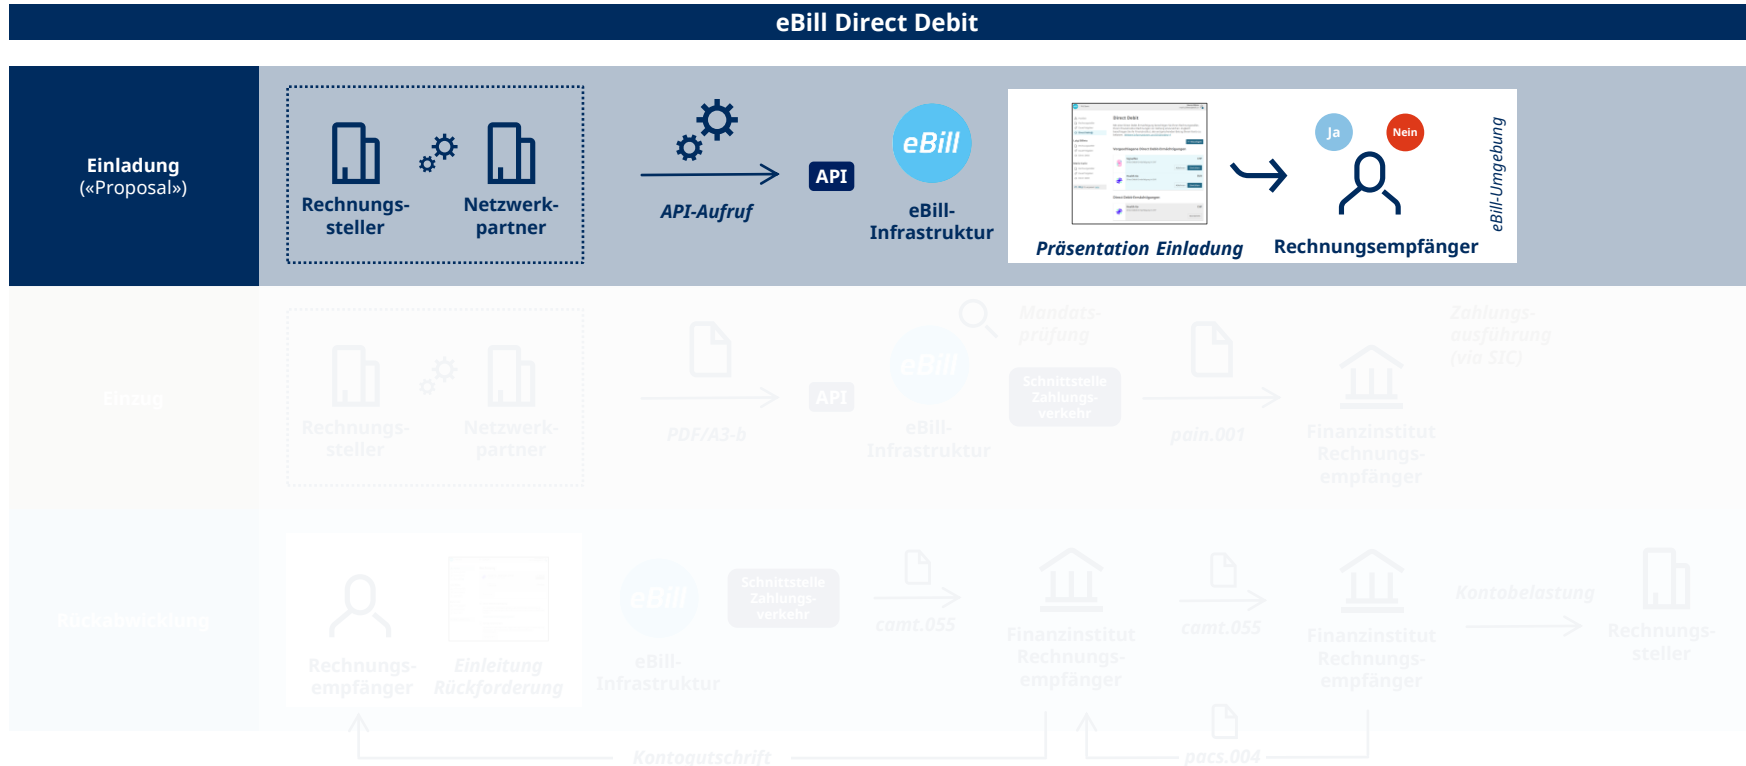 eBill Direct Debit
Einladung
(«Proposal»)
Rechnungs-
steller
Netzwerk-
partner
API-Aufruf
API
eBill
eBill-
Infrastruktur
Direct Debit
Präsentation Einladung
Ja
Nein
Rechnungsempfänger
eBill-Umgebung
Einzug
Rechnungs-
steller
Netzwerk-
partner
PDF/A3-b
API
eBill
eBill-
Infrastruktur
Mandats-
prüfung
Schnittstelle
Zahlungs-
verkehr
pain.001
Finanzinstitut
Rechnungs-
empfänger
Zahlungs-
ausführung
(via SIC)
Rückabwicklung
Rechnungs-
empfänger
Einleitung
Rückforderung
eBill
eBill-
Infrastruktur
Schnittstelle
Zahlungs-
verkehr
camt.055
Finanzinstitut
Rechnungs-
empfänger
camt.055
Finanzinstitut
Rechnungs-
empfänger
Kontobelastung
Rechnungs-
steller
Kontogutschrift
pacs.004